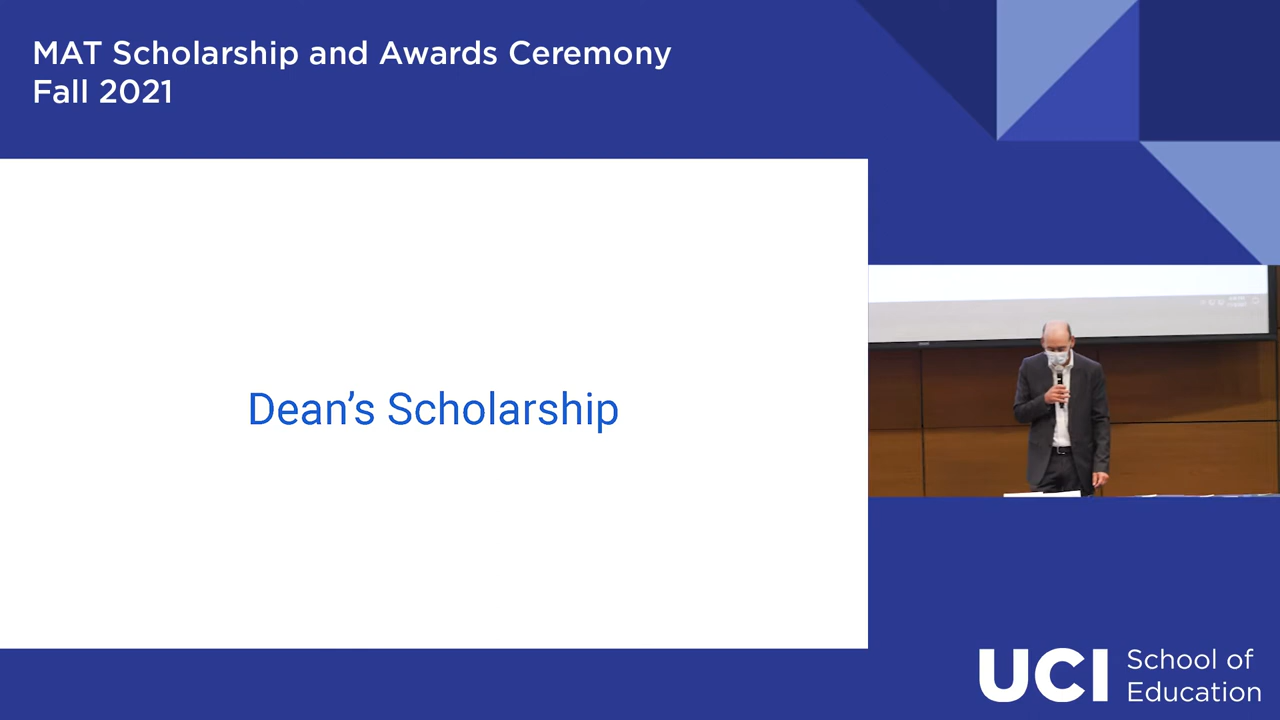 MAT Scholarship and Awards Ceremony
Fall 2021
Dean's Scholarship
UCI School of
Education